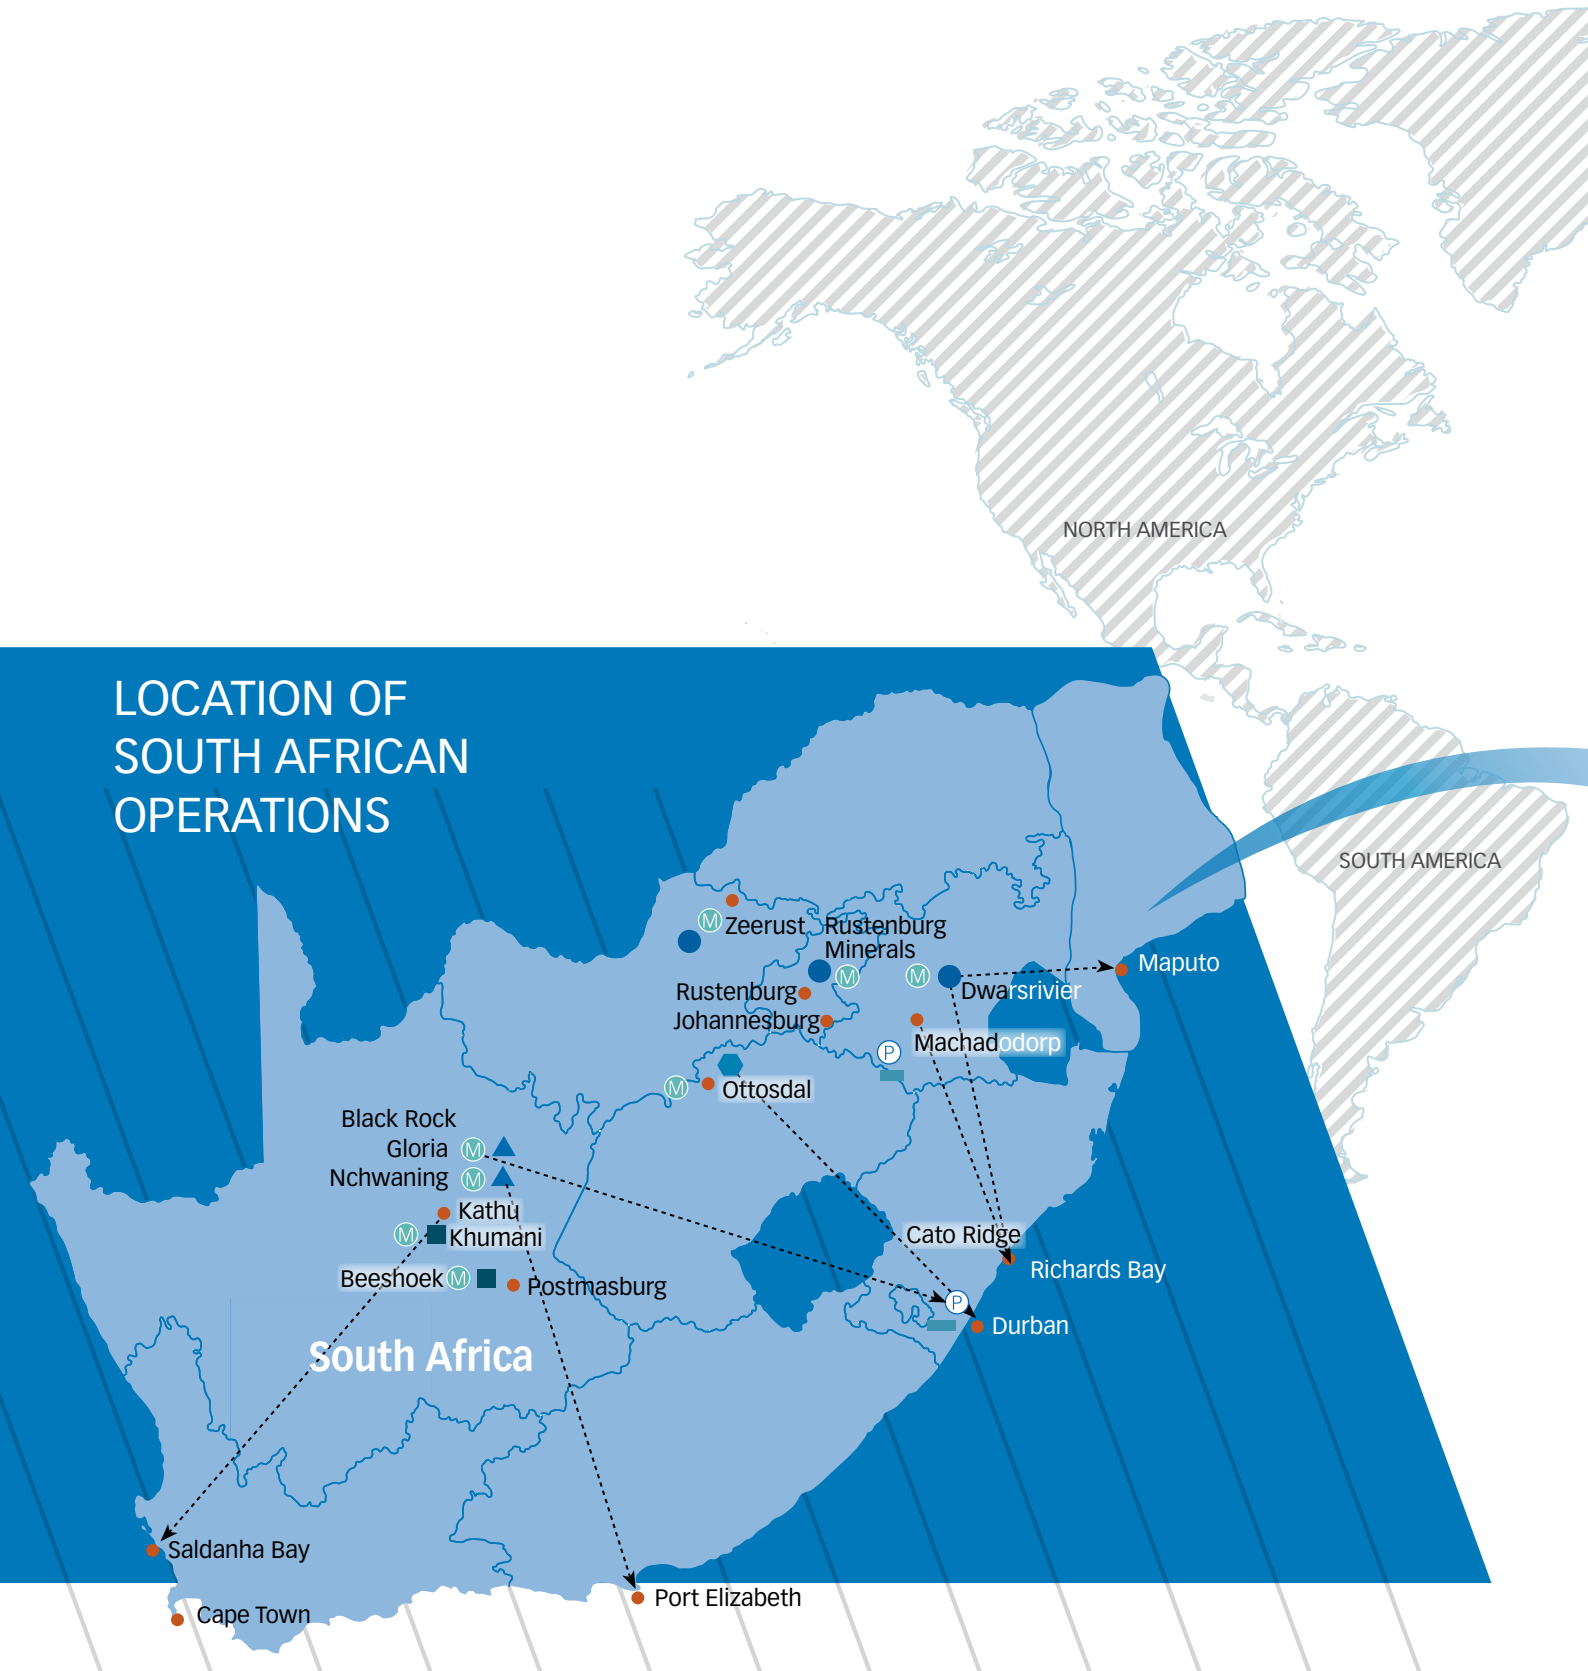 NORTH AMERICA
LOCATION OF
SOUTH AFRICAN
OPERATIONS
SOUTH AMERICA
M
Zeerust
Rustenburg
Minerals
M
M
Maputo
Dwarsrivier
Rustenburg
Johannesburg
Machadodorp
P
M
Ottosdal
Black Rock
Gloria
M
Nchwaning
M
Kathu
M
Khumani
Cato Ridge
Richards Bay
Beeshoek
M
Postmasburg
P
Durban
South Africa
Saldanha Bay
Port Elizabeth
Cape Town